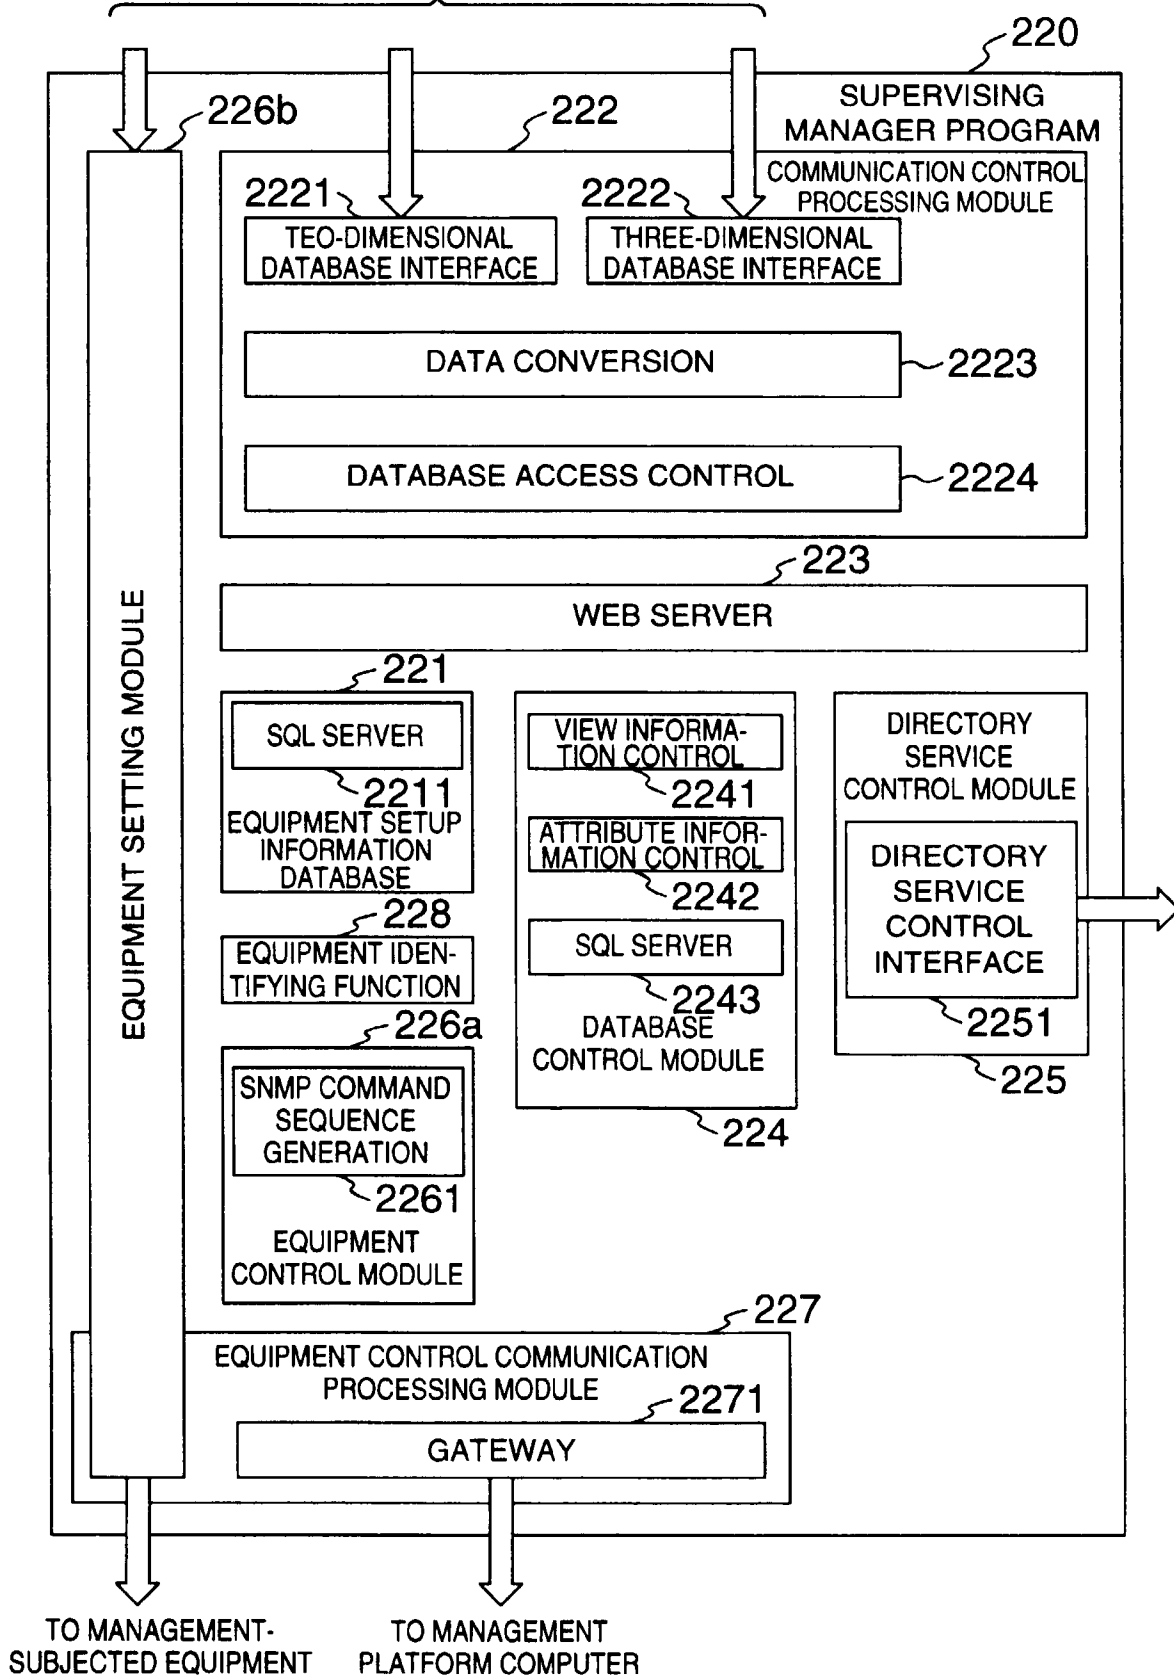 220
SUPERVISING
MANAGER PROGRAM
226b
222
COMMUNICATION CONTROL
PROCESSING MODULE
2221
2222
TEO-DIMENSIONAL
DATABASE INTERFACE
THREE-DIMENSIONAL
DATABASE INTERFACE
DATA CONVERSION
2223
DATABASE ACCESS CONTROL
2224
223
WEB SERVER
EQUIPMENT SETTING MODULE
221
SQL SERVER
2211
EQUIPMENT SETUP
INFORMATION
DATABASE
228
EQUIPMENT IDEN-
TIFYING FUNCTION
226a
SNMP COMMAND
SEQUENCE
GENERATION
2261
EQUIPMENT
CONTROL MODULE
VIEW INFORMA-
TION CONTROL
2241
ATTRIBUTE INFOR-
MATION CONTROL
2242
SQL SERVER
2243
DATABASE
CONTROL MODULE
224
DIRECTORY
SERVICE
CONTROL MODULE
DIRECTORY
SERVICE
CONTROL
INTERFACE
2251
225
227
EQUIPMENT CONTROL COMMUNICATION
PROCESSING MODULE
2271
GATEWAY
TO MANAGEMENT-
SUBJECTED EQUIPMENT
TO MANAGEMENT
PLATFORM COMPUTER